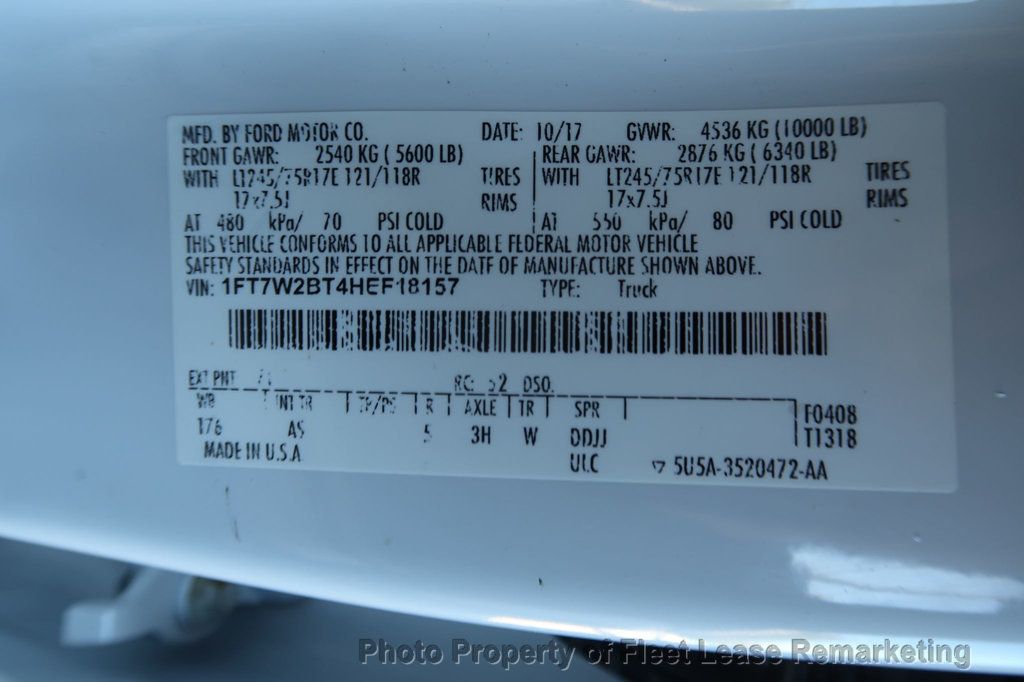 MFD. BY FORD MOTOR CO. DATE: 10/17 GVWR: 4536 KG (10000 LB)
FRONT GAWR: 2540 KG ( 5600 LB) REAR GAWR: 2876 KG ( 6340 LB)
WITH LT245/75R17E 121/118R TIRES WITH LT245/75R17E 121/118R TIRES
17x7.5J RIMS 17x7.5J RIMS
AT 480 kPa/ 70 PSI COLD AT 550 kPa/ 80 PSI COLD
THIS VEHICLE CONFORMS TO ALL APPLICABLE FEDERAL MOTOR VEHICLE
SAFETY STANDARDS IN EFFECT ON THE DATE OF MANUFACTURE SHOWN ABOVE.
VIN: 1FT7W2BT4HEF18157 TYPE: Truck
EXT PNT RC: 52 DSO:
WB INT TR TP/PS R AXLE TR SPR F0408
176 AS 5 3H W DDJJ T1318
MADE IN U.S.A ULC 5U5A-3520472-AA
Photo Property of Fleet Lease Remarketing